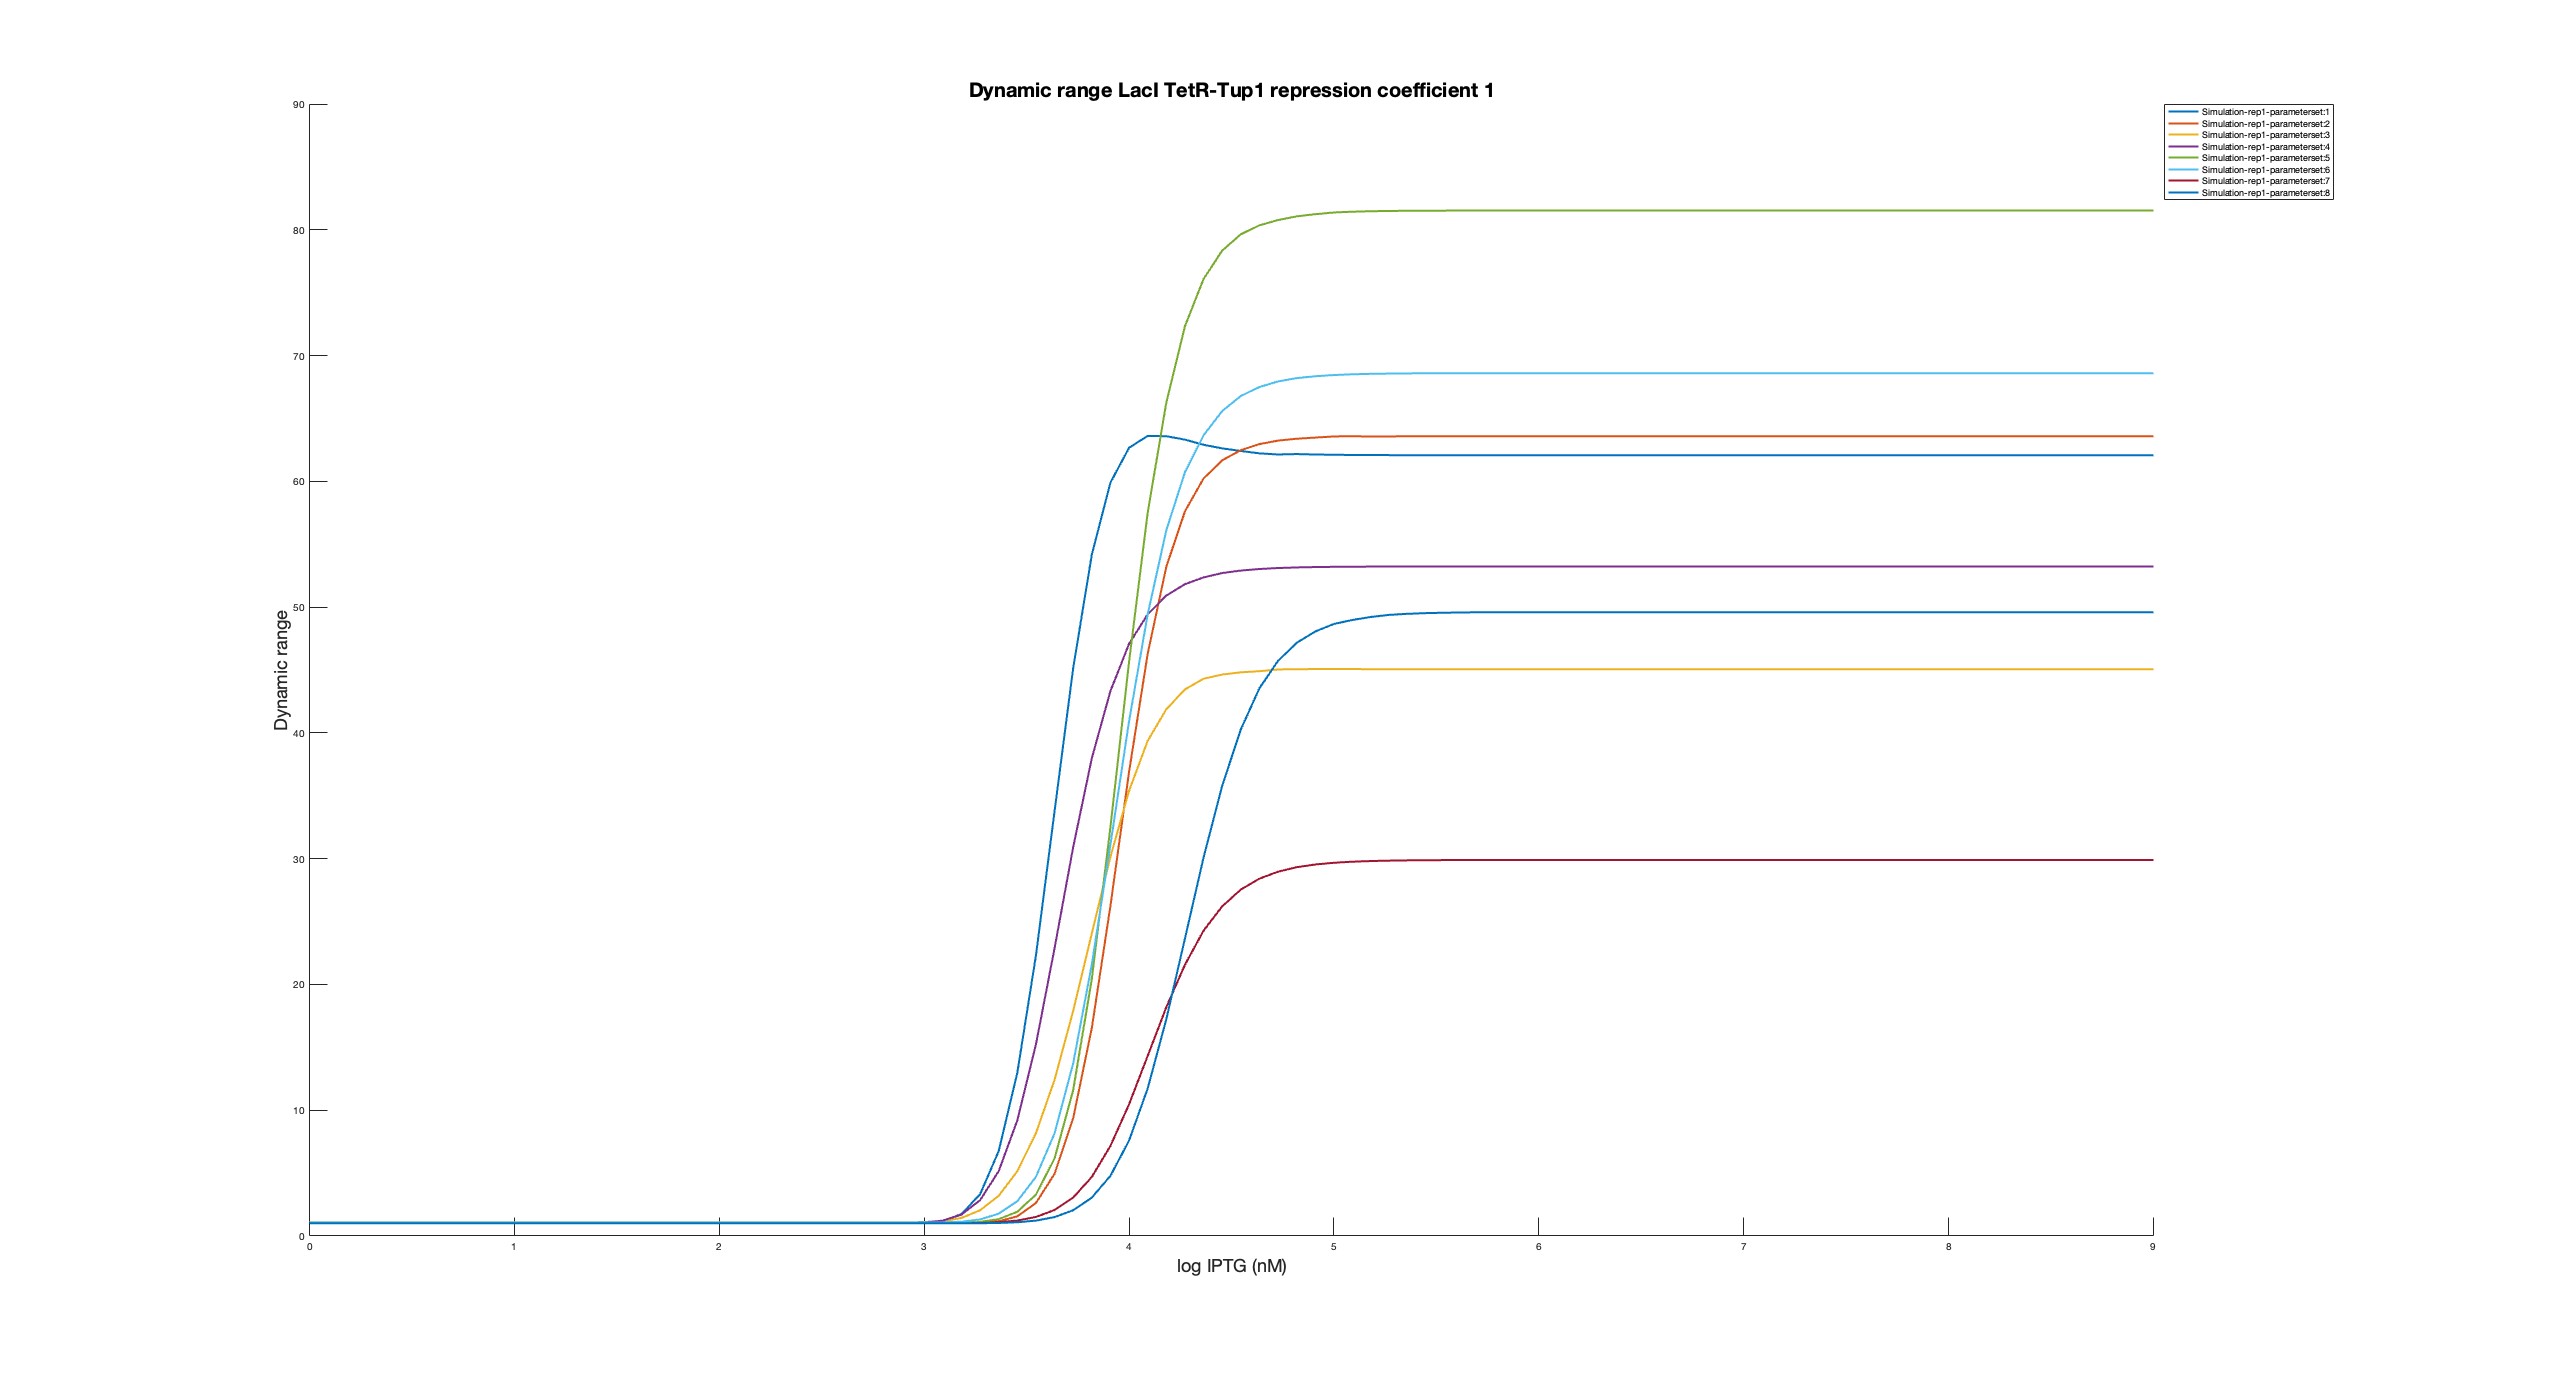 Dynamic range LacI TetR-Tup1 repression coefficient 1
Simulation-rep1-parameterset:1
Simulation-rep1-parameterset:2
Simulation-rep1-parameterset:3
Simulation-rep1-parameterset:4
Simulation-rep1-parameterset:5
Simulation-rep1-parameterset:6
Simulation-rep1-parameterset:7
Simulation-rep1-parameterset:8
Dynamic range
90
80
70
60
50
40
30
20
10
0
0 1 2 3 4 5 6 7 8 9
log IPTG (nM)